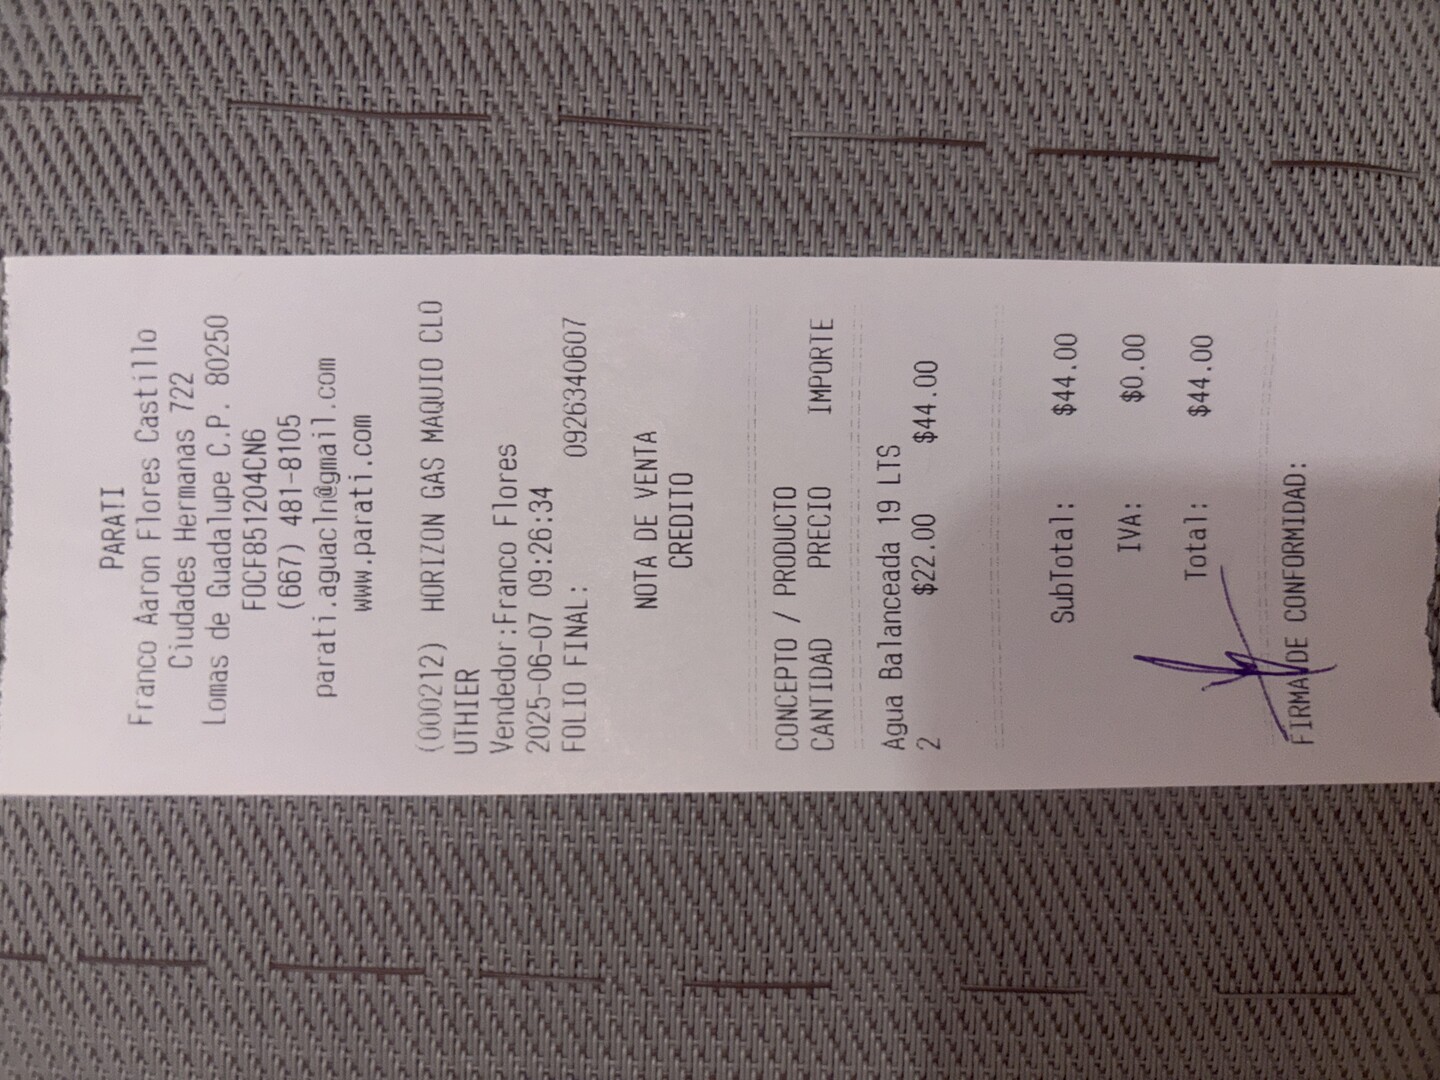 PARATI
Franco Aaron Flores Castillo
Ciudades Hermanas 722
Lomas de Guadalupe C.P. 80250
FOCF851204CN6
(667) 481-8105
parati.aguacln@gmail.com
www.parati.com
(000212) HORIZON GAS MAQUIO CLO
UTHIER
Vendedor:Franco Flores
2025-06-07 09:26:34
FOLIO FINAL: 0926340607
NOTA DE VENTA
CREDITO
CONCEPTO / PRODUCTO
CANTIDAD PRECIO IMPORTE
Agua Balanceada 19 LTS
2 $22.00 $44.00
SubTotal: $44.00
IVA: $0.00
Total: $44.00
FIRMA DE CONFORMIDAD: